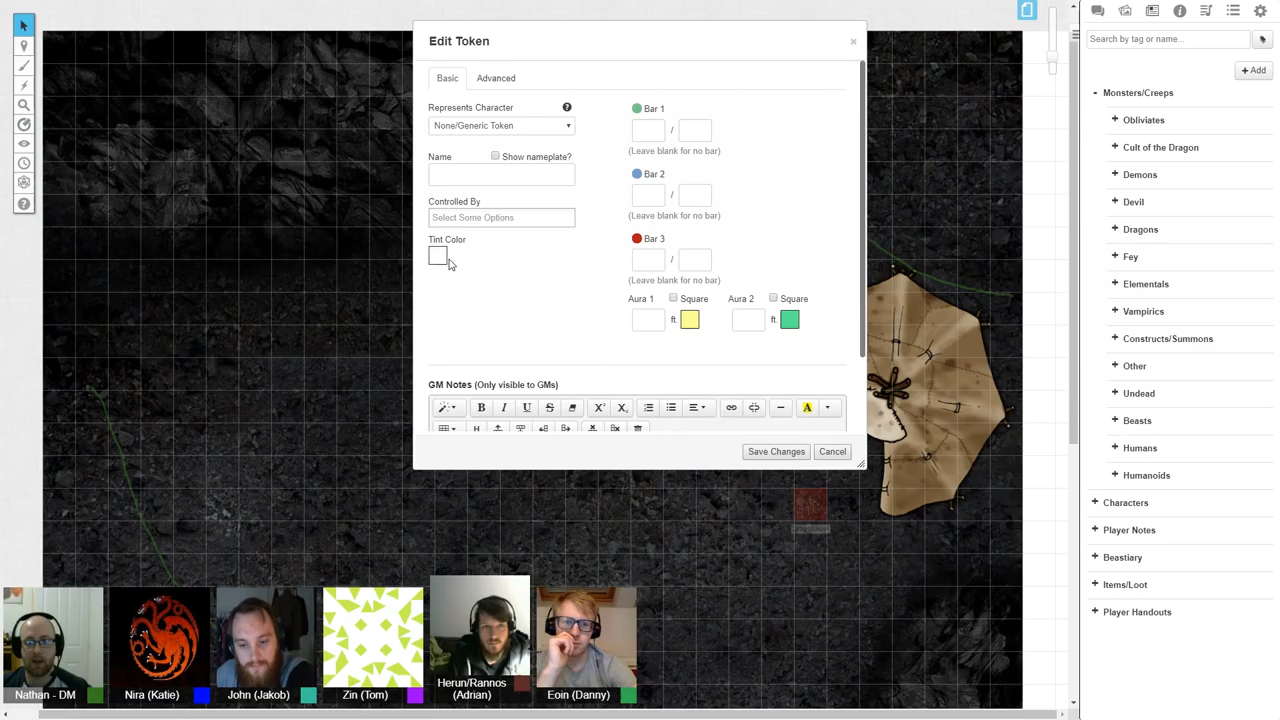 Edit Token
×
Basic
Advanced
Represents Character
None/Generic Token
Name
Show nameplate?
Controlled By
Select Some Options
Tint Color
Bar 1
/
(Leave blank for no bar)
Bar 2
/
(Leave blank for no bar)
Bar 3
/
(Leave blank for no bar)
Aura 1 Square Aura 2 Square
ft. ft.
GM Notes (Only visible to GMs)
B I U S X² X₂ A
H
Save Changes Cancel
Search by tag or name...
+ Add
- Monsters/Creeps
+ Obliviates
+ Cult of the Dragon
+ Demons
+ Devil
+ Dragons
+ Fey
+ Elementals
+ Vampirics
+ Constructs/Summons
+ Other
+ Undead
+ Beasts
+ Humans
+ Humanoids
+ Characters
+ Player Notes
+ Beastiary
+ Items/Loot
+ Player Handouts
Nathan - DM
Nira (Katie)
John (Jakob)
Zin (Tom)
Herun/Rannos
(Adrian)
Eoin (Danny)